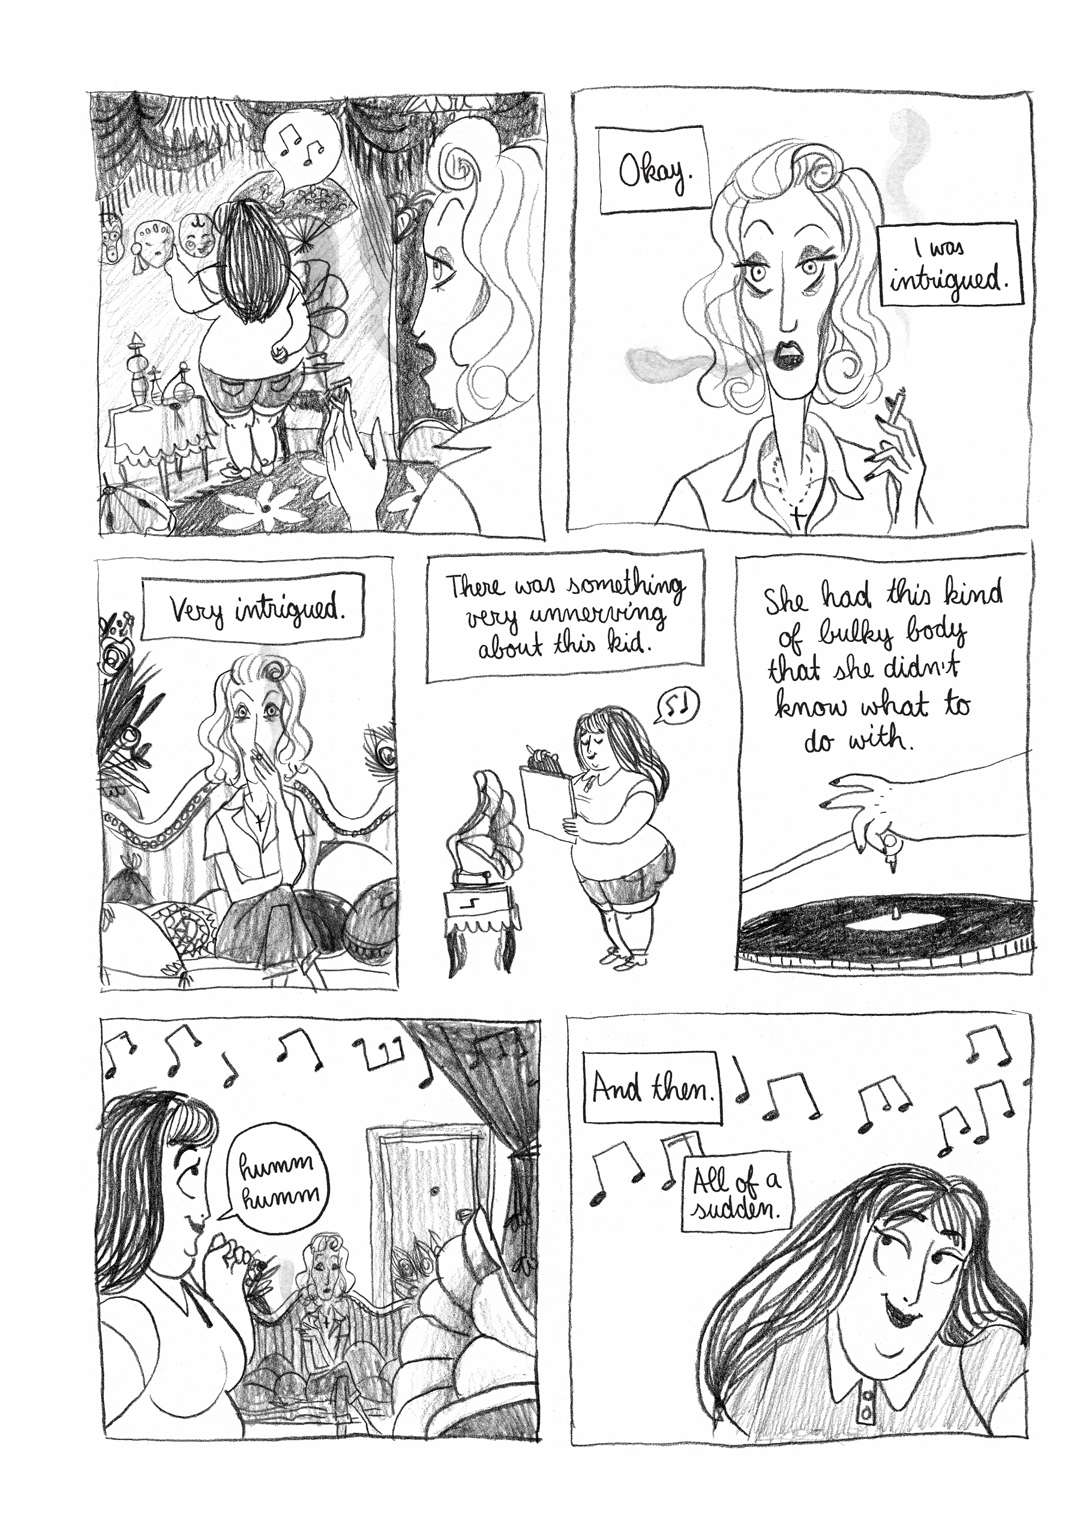 Okay.
I was
intrigued.
Very intrigued.
There was something
very unnerving
about this kid.
She had this kind
of bulky body
that she didn't
know what to
do with.
humm
humm
And then.
All of a
sudden.